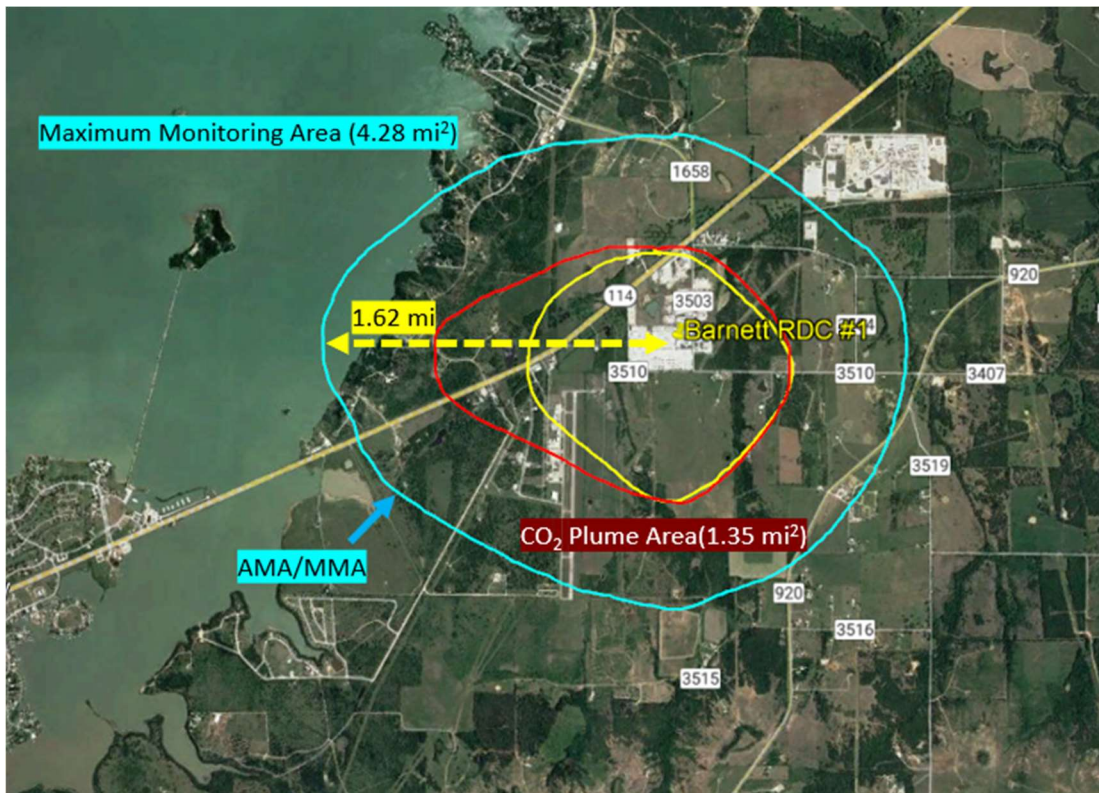 Maximum Monitoring Area (4.28 mi²)
1658
920
114
3503
1.62 mi
Barnett RDC #1
3510
3510
3407
3519
CO₂ Plume Area(1.35 mi²)
AMA/MMA
920
3516
3515